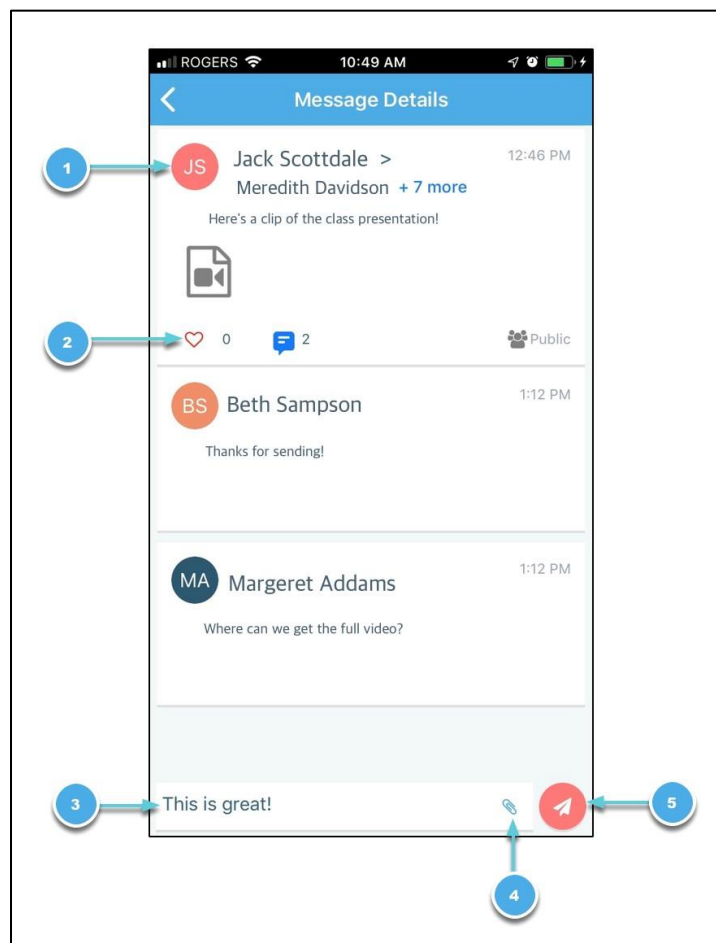 ROGERS 10:49 AM
Message Details
1
JS Jack Scottdale > 12:46 PM
Meredith Davidson + 7 more
Here's a clip of the class presentation!
2
0 2 Public
BS Beth Sampson 1:12 PM
Thanks for sending!
MA Margeret Addams 1:12 PM
Where can we get the full video?
3
This is great!
5
4